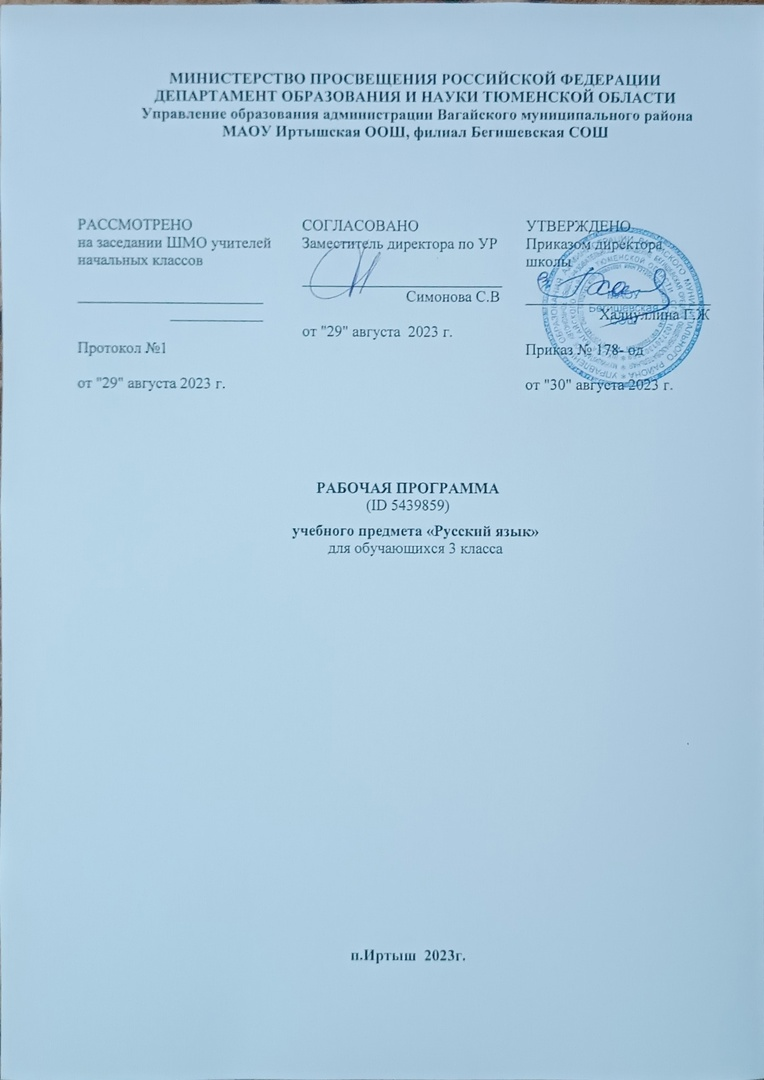 МИНИСТЕРСТВО ПРОСВЕЩЕНИЯ РОССИЙСКОЙ ФЕДЕРАЦИИ
ДЕПАРТАМЕНТ ОБРАЗОВАНИЯ И НАУКИ ТЮМЕНСКОЙ ОБЛАСТИ
Управление образования администрации Вагайского муниципального района
МАОУ Иртышская ООШ, филиал Бегишевская СОШ
РАССМОТРЕНО
на заседании ШМО учителей
начальных классов
Протокол №1
от "29" августа 2023 г.
СОГЛАСОВАНО
Заместитель директора по УР
Симонова С.В
от "29" августа 2023 г.
УТВЕРЖДЕНО
Приказом директора
школы
Халиуллина Г.Ж
Приказ № 178- од
от "30" августа 2023 г.
Бегишевская
РАБОЧАЯ ПРОГРАММА
(ID 5439859)
учебного предмета «Русский язык»
для обучающихся 3 класса
п.Иртыш 2023г.